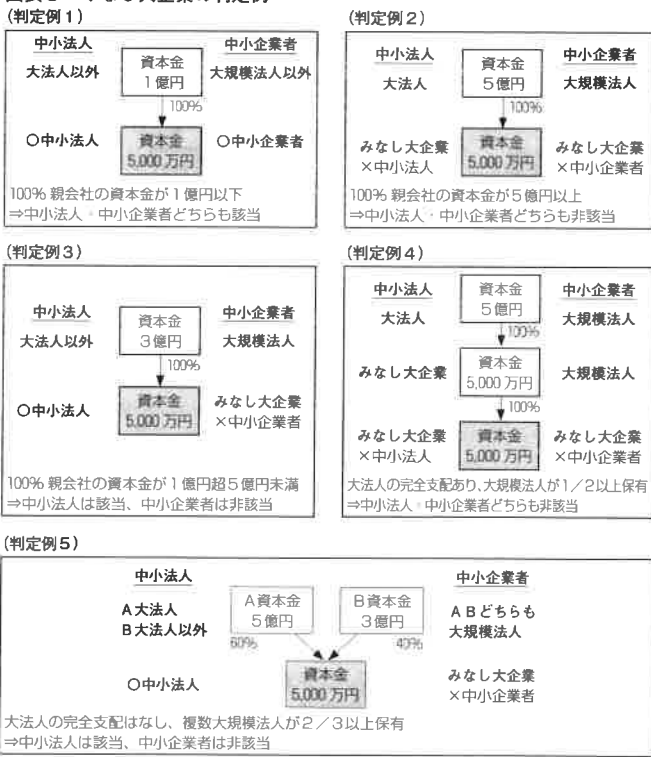 (判定例1)
中小法人 中小企業者
大法人以外 資本金 1億円 大規模法人以外
100%
○中小法人 資本金 5,000万円 ○中小企業者
100%親会社の資本金が1億円以下
⇒中小法人・中小企業者どちらも該当
(判定例2)
中小法人 中小企業者
大法人 資本金 5億円 大規模法人
100%
みなし大企業 資本金 みなし大企業
×中小法人 5,000万円 ×中小企業者
100%親会社の資本金が5億円以上
⇒中小法人・中小企業者どちらも非該当
(判定例3)
中小法人 資本金 中小企業者
大法人以外 3億円 大規模法人
100%
○中小法人 資本金 みなし大企業
5,000万円 ×中小企業者
100%親会社の資本金が1億円超5億円未満
⇒中小法人は該当、中小企業者は非該当
(判定例4)
中小法人 資本金 中小企業者
大法人 5億円 大規模法人
100%
みなし大企業 資本金 5,000万円 大規模法人
100%
みなし大企業 資本金 みなし大企業
×中小法人 5,000万円 ×中小企業者
大法人の完全支配あり、大規模法人が1/2以上保有
⇒中小法人・中小企業者どちらも非該当
(判定例5)
中小法人 中小企業者
A大法人 A資本金 B資本金 ABどちらも
B大法人以外 5億円 3億円 大規模法人
60% 40%
○中小法人 資本金 みなし大企業
5,000万円 ×中小企業者
大法人の完全支配はなし、複数大規模法人が2/3以上保有
⇒中小法人は該当、中小企業者は非該当